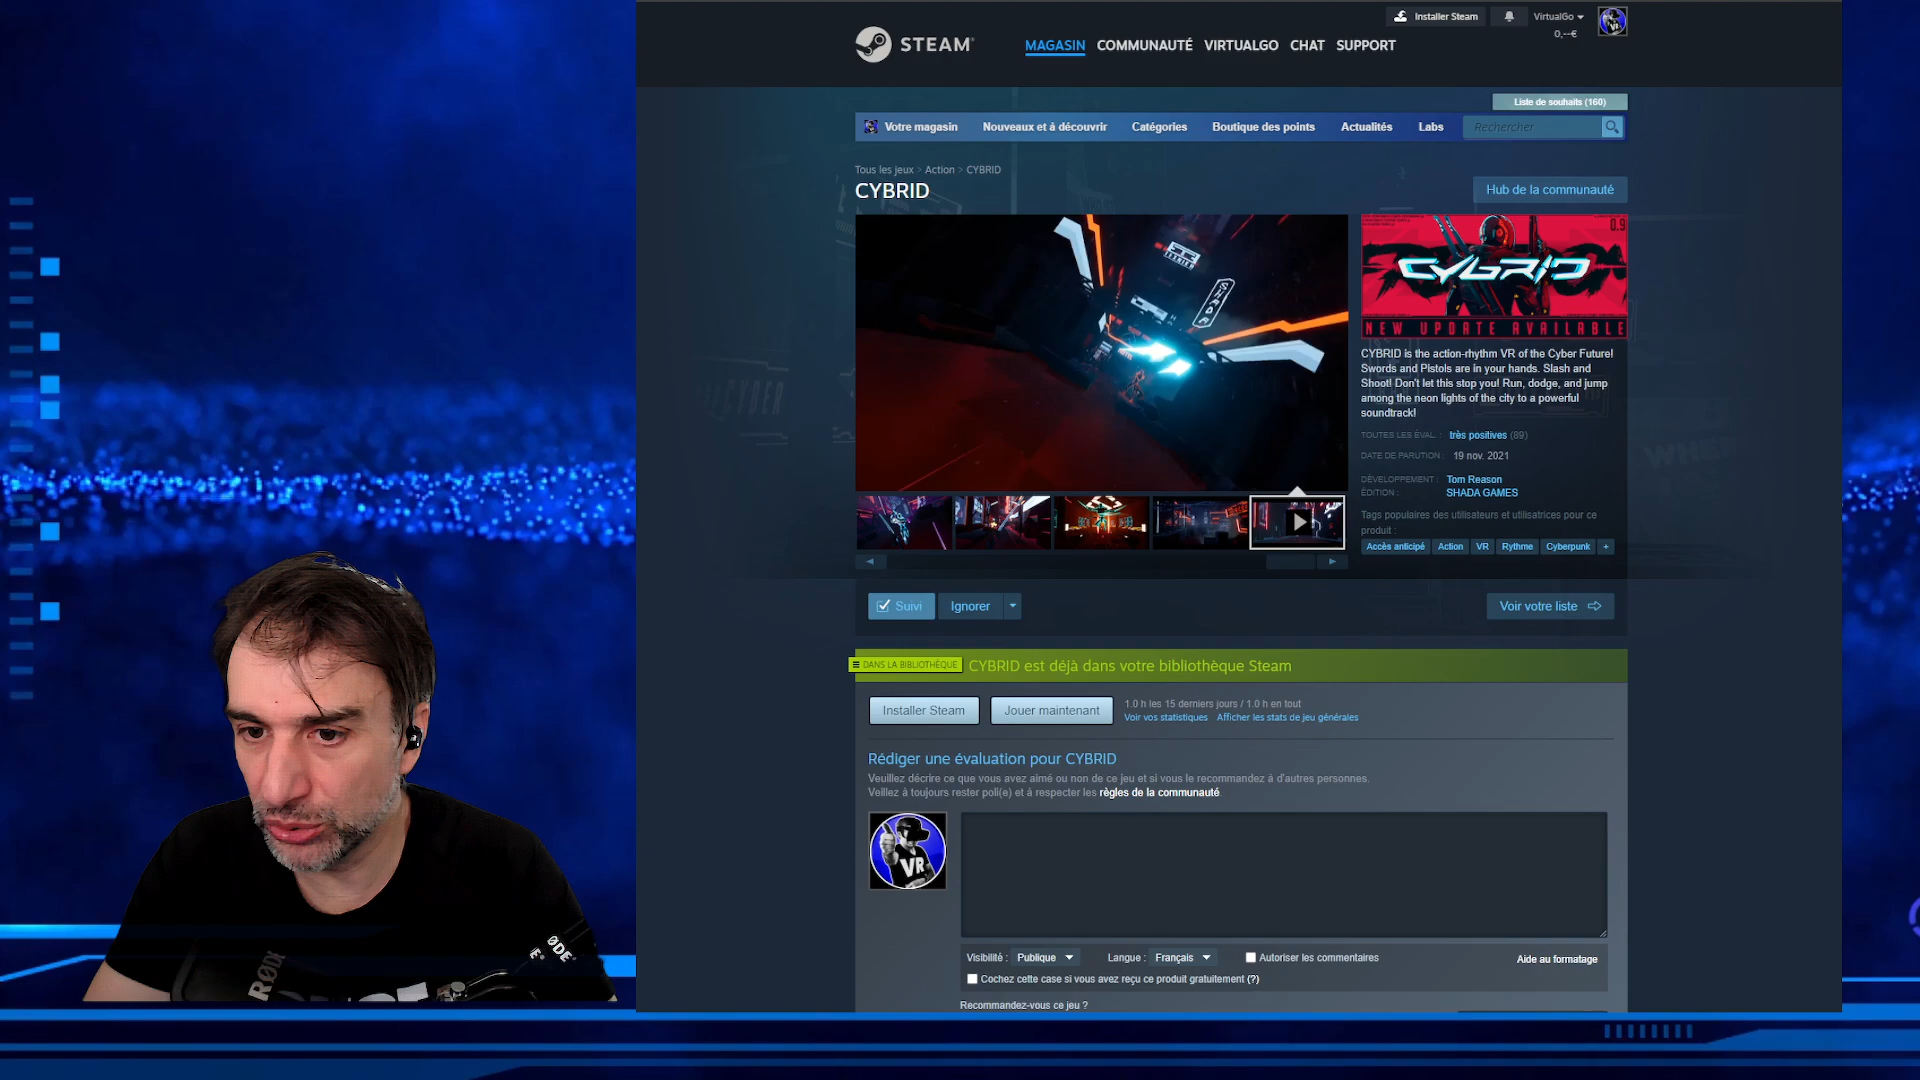 Installer Steam
VirtualGo
0,--€
STEAM
MAGASIN COMMUNAUTÉ VIRTUALGO CHAT SUPPORT
Liste de souhaits (160)
Votre magasin Nouveaux et à découvrir Catégories Boutique des points Actualités Labs Rechercher
Tous les jeux > Action > CYBRID
CYBRID
Hub de la communauté
0.9
CYBRID
NEW UPDATE AVAILABLE
SHADA
CYBRID is the action-rhythm VR of the Cyber Future!
Swords and Pistols are in your hands. Slash and
Shoot! Don't let this stop you! Run, dodge, and jump
among the neon lights of the city to a powerful
soundtrack!
TOUTES LES ÉVAL. : très positives (89)
DATE DE PARUTION : 19 nov. 2021
DÉVELOPPEMENT : Tom Reason
ÉDITION : SHADA GAMES
Tags populaires des utilisateurs et utilisatrices pour ce
produit :
Accès anticipé Action VR Rythme Cyberpunk +
Suivi Ignorer Voir votre liste
DANS LA BIBLIOTHÈQUE CYBRID est déjà dans votre bibliothèque Steam
Installer Steam Jouer maintenant
1.0 h les 15 derniers jours / 1.0 h en tout
Voir vos statistiques Afficher les stats de jeu générales
Rédiger une évaluation pour CYBRID
Veuillez décrire ce que vous avez aimé ou non de ce jeu et si vous le recommandez à d'autres personnes.
Veillez à toujours rester poli(e) et à respecter les règles de la communauté.
VR
Visibilité : Publique Langue : Français Autoriser les commentaires Aide au formatage
Cochez cette case si vous avez reçu ce produit gratuitement (?)
Recommandez-vous ce jeu ?
RØDE
RØDE